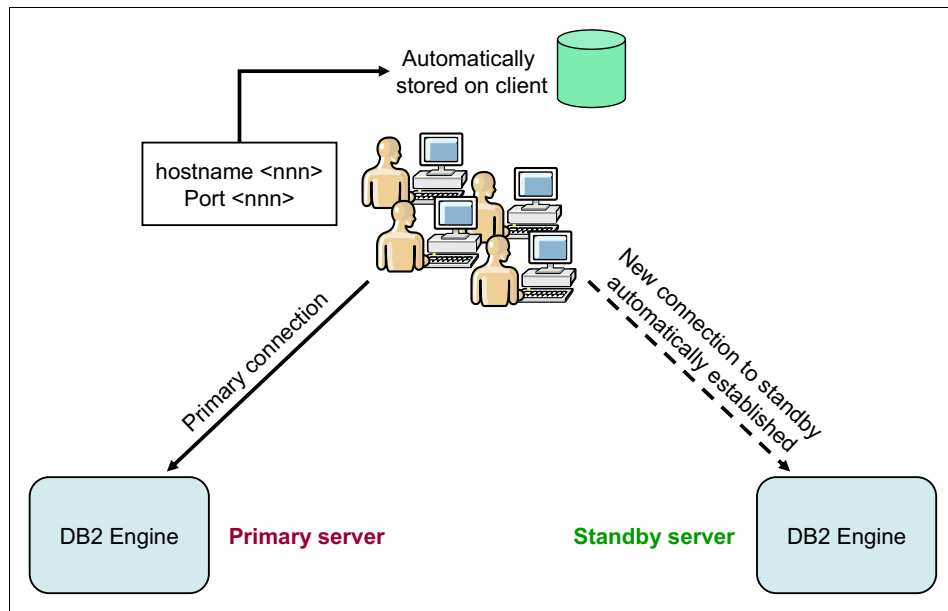 Automatically
stored on client
hostname <nnn>
Port <nnn>
Primary connection
New connection to standby
automatically established
DB2 Engine
Primary server
Standby server
DB2 Engine